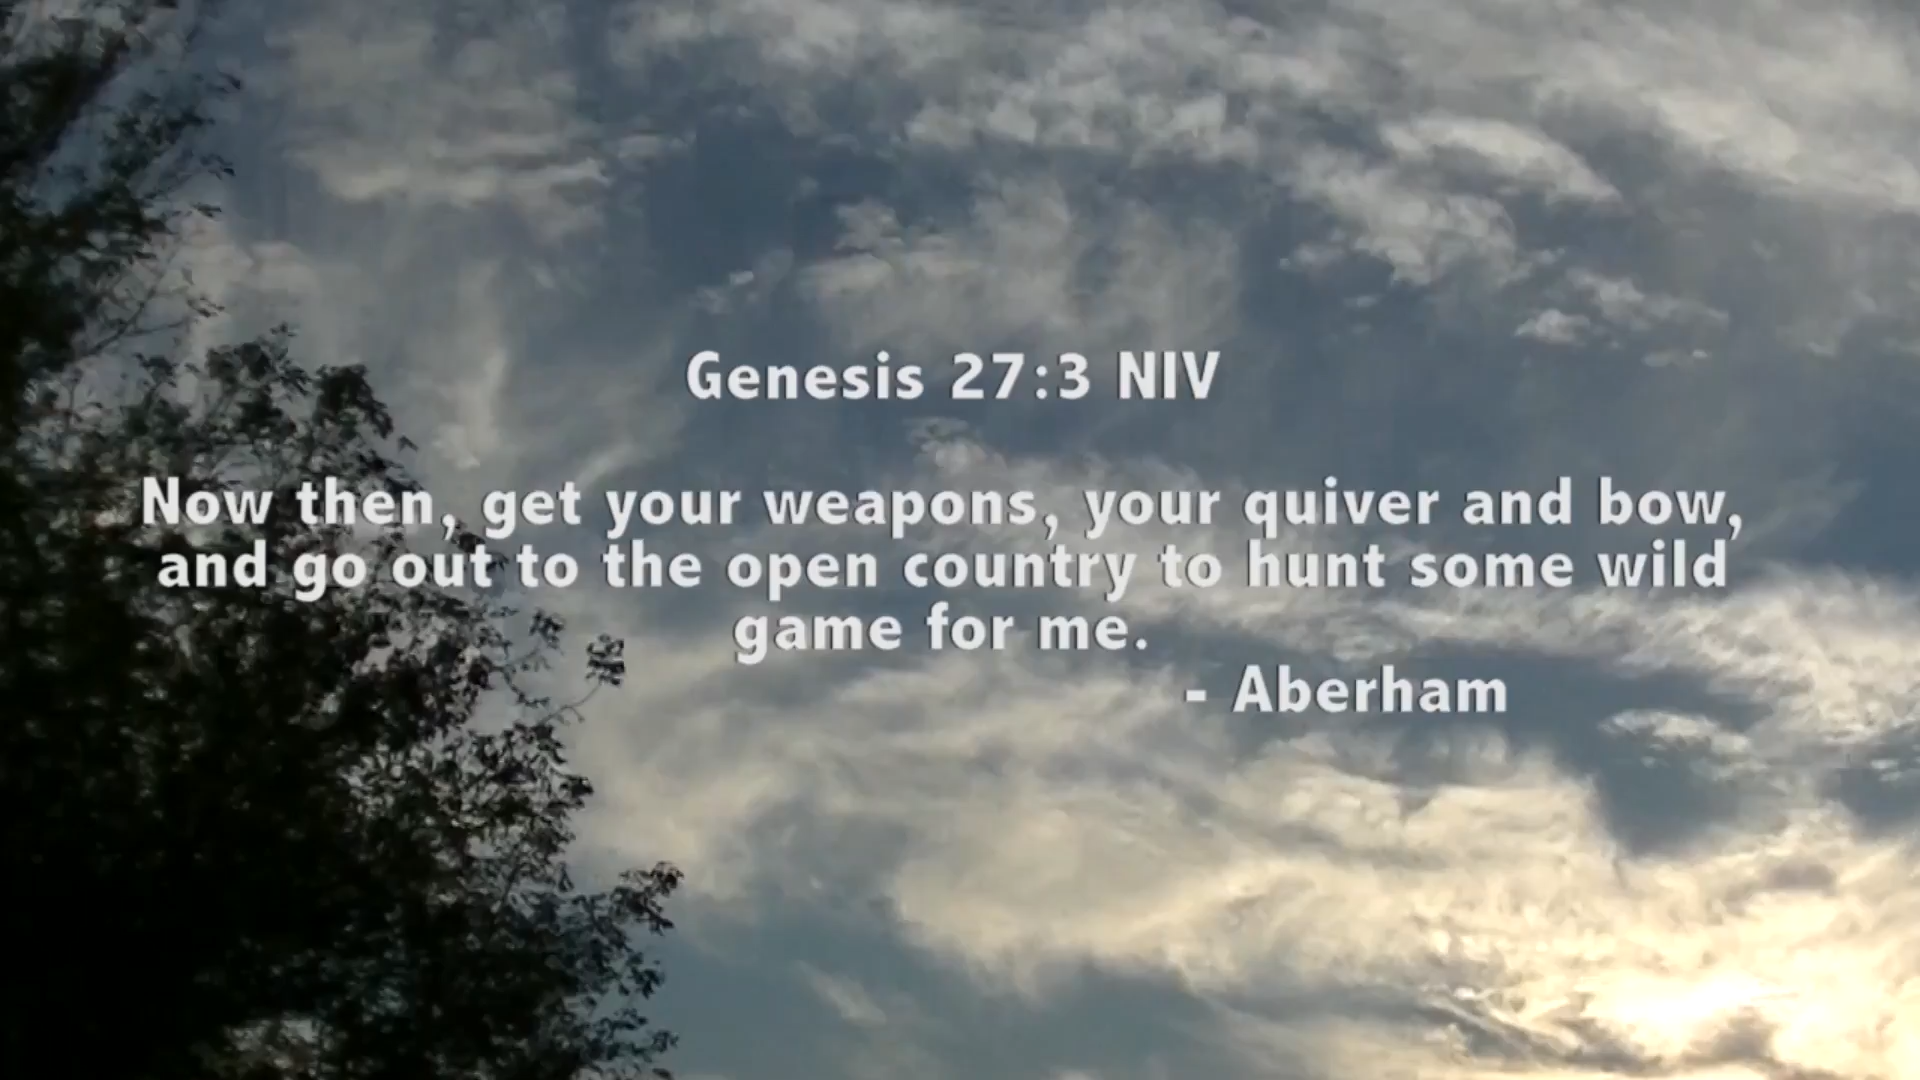 Genesis 27:3 NIV
Now then, get your weapons, your quiver and bow,
and go out to the open country to hunt some wild
game for me.
- Aberham